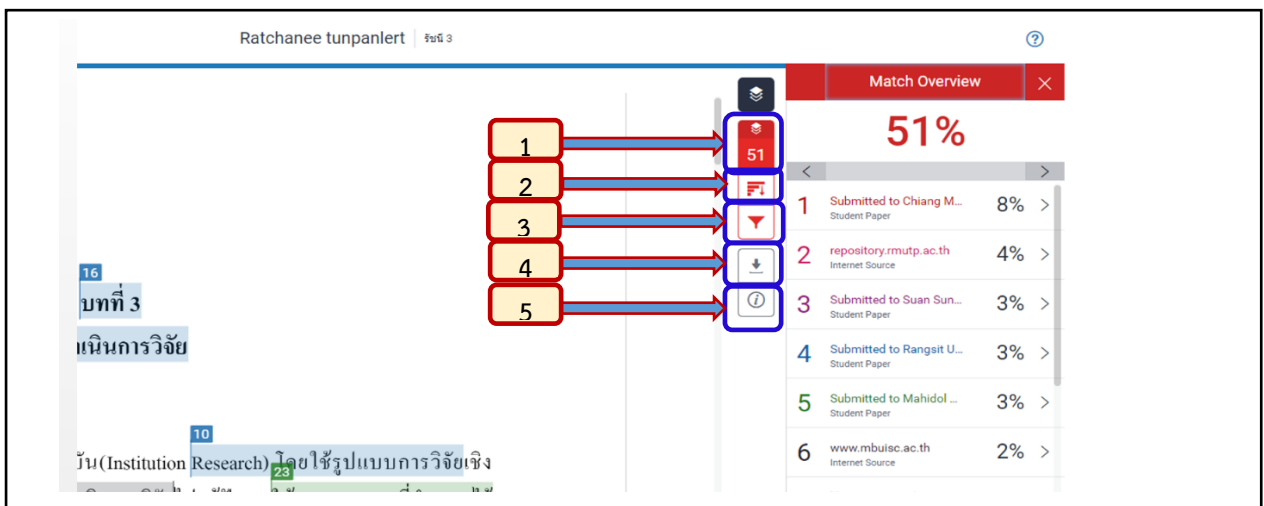 Ratchanee tunpanlert รัชนี 3
Match Overview
51%
51
1
2
3
4
5
1 Submitted to Chiang M... 8%
Student Paper
2 repository.rmutp.ac.th 4%
Internet Source
3 Submitted to Suan Sun... 3%
Student Paper
4 Submitted to Rangsit U... 3%
Student Paper
5 Submitted to Mahidol ... 3%
Student Paper
6 www.mbuisc.ac.th 2%
Internet Source
16
บทที่ 3
เนินการวิจัย
10
บัน(Institution Research) โดยใช้รูปแบบการวิจัยเชิง
23